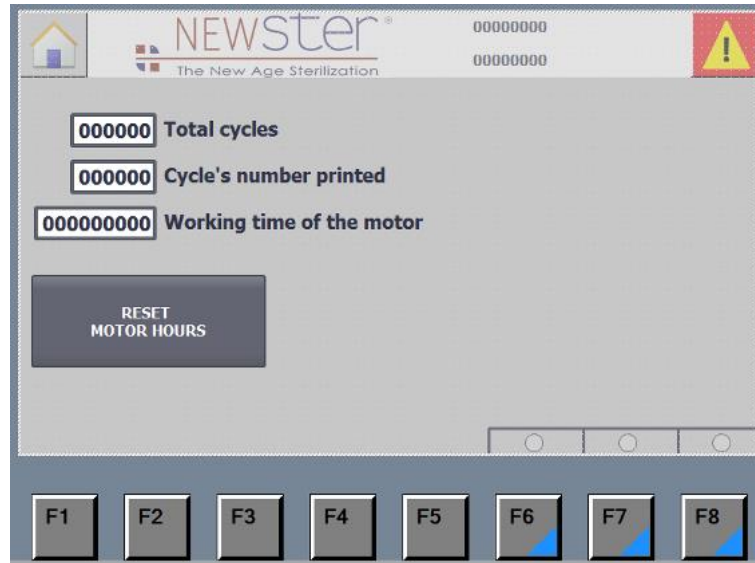 NEWSter®
The New Age Sterilization
00000000
00000000
000000 Total cycles
000000 Cycle's number printed
000000000 Working time of the motor
RESET
MOTOR HOURS
F1 F2 F3 F4 F5 F6 F7 F8